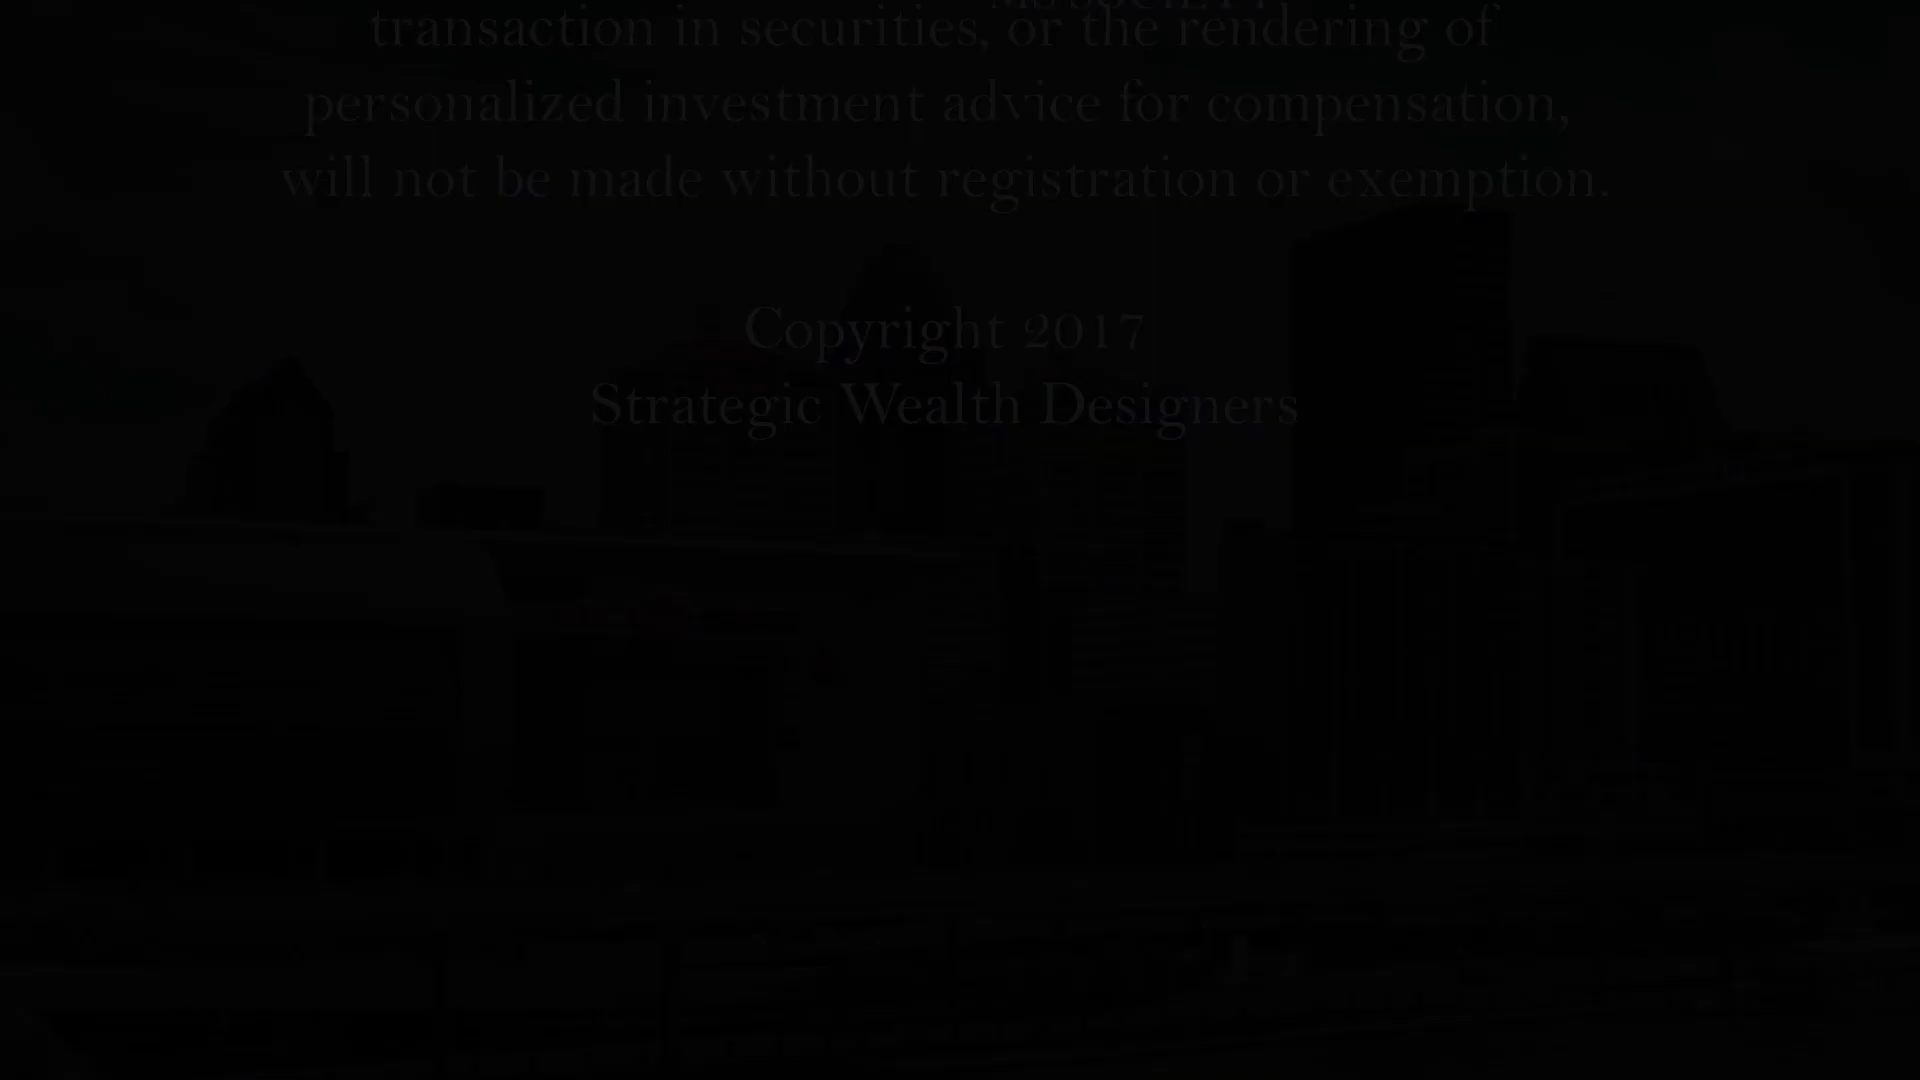 transaction in securities, or the rendering of
personalized investment advice for compensation,
will not be made without registration or exemption.
Copyright 2017
Strategic Wealth Designers